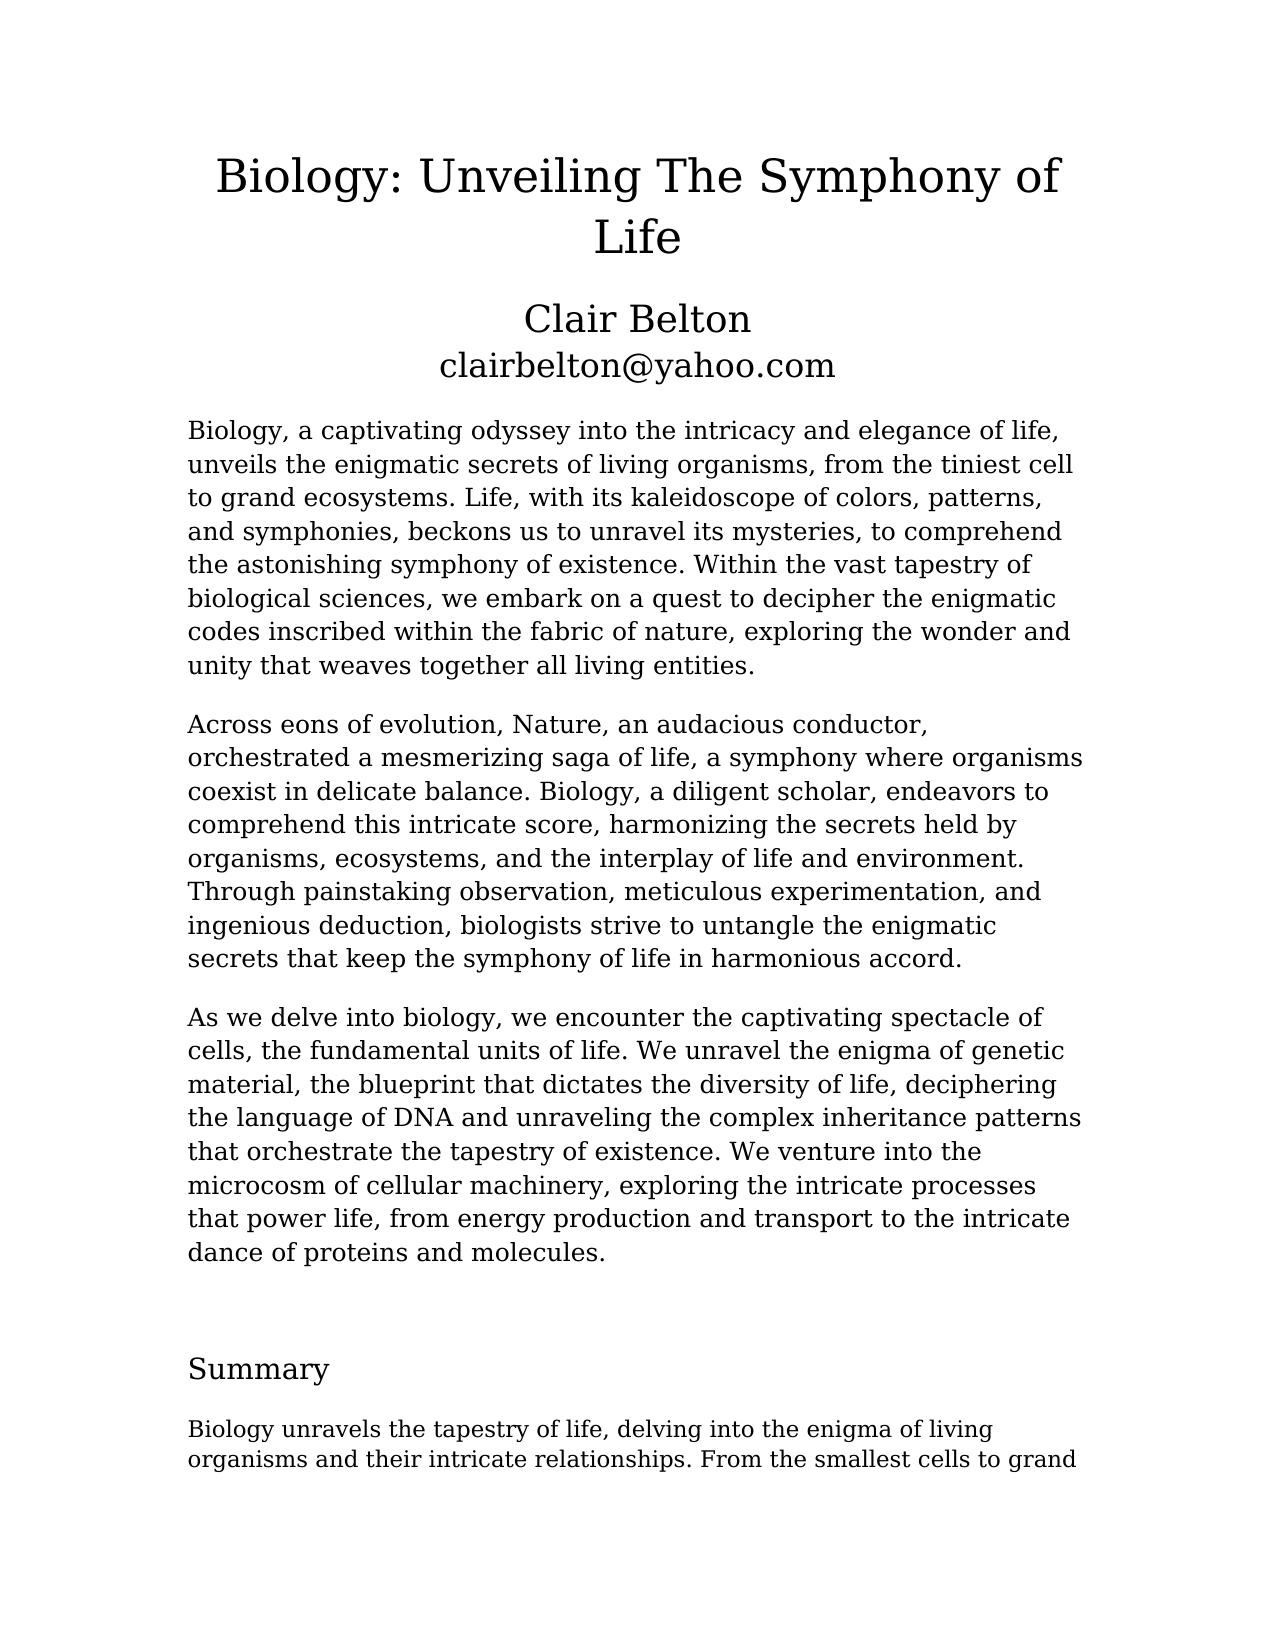 Biology: Unveiling The Symphony of
Life
Clair Belton
clairbelton@yahoo.com
Biology, a captivating odyssey into the intricacy and elegance of life,
unveils the enigmatic secrets of living organisms, from the tiniest cell
to grand ecosystems. Life, with its kaleidoscope of colors, patterns,
and symphonies, beckons us to unravel its mysteries, to comprehend
the astonishing symphony of existence. Within the vast tapestry of
biological sciences, we embark on a quest to decipher the enigmatic
codes inscribed within the fabric of nature, exploring the wonder and
unity that weaves together all living entities.
Across eons of evolution, Nature, an audacious conductor,
orchestrated a mesmerizing saga of life, a symphony where organisms
coexist in delicate balance. Biology, a diligent scholar, endeavors to
comprehend this intricate score, harmonizing the secrets held by
organisms, ecosystems, and the interplay of life and environment.
Through painstaking observation, meticulous experimentation, and
ingenious deduction, biologists strive to untangle the enigmatic
secrets that keep the symphony of life in harmonious accord.
As we delve into biology, we encounter the captivating spectacle of
cells, the fundamental units of life. We unravel the enigma of genetic
material, the blueprint that dictates the diversity of life, deciphering
the language of DNA and unraveling the complex inheritance patterns
that orchestrate the tapestry of existence. We venture into the
microcosm of cellular machinery, exploring the intricate processes
that power life, from energy production and transport to the intricate
dance of proteins and molecules.
Summary
Biology unravels the tapestry of life, delving into the enigma of living
organisms and their intricate relationships. From the smallest cells to grand